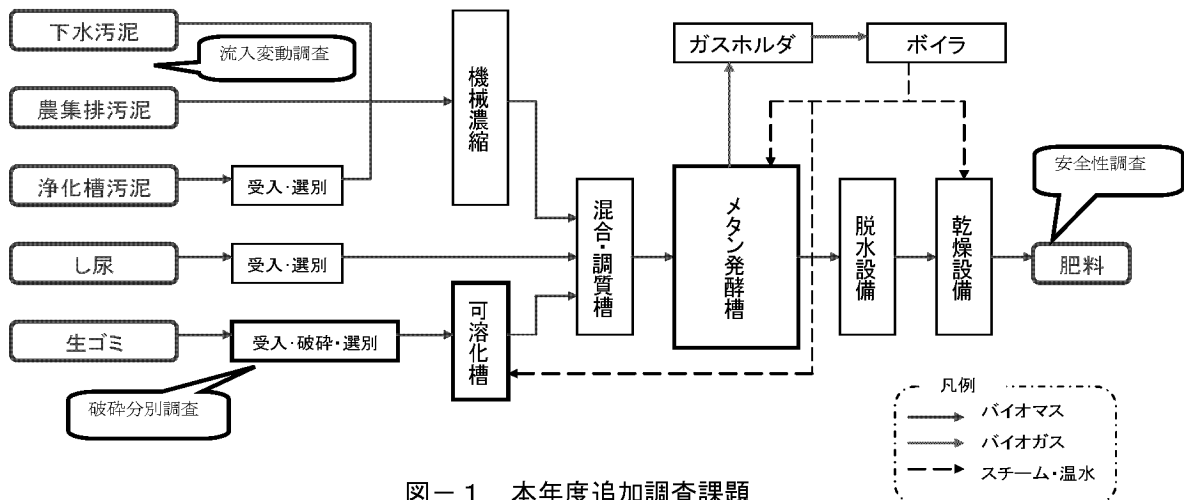 下水汚泥
流入変動調査
農集排汚泥
浄化槽汚泥
受入・選別
し尿
受入・選別
生ゴミ
受入・破砕・選別
破砕分別調査
機械濃縮
可溶化槽
混合・調質槽
ガスホルダ
ボイラ
メタン発酵槽
脱水設備
乾燥設備
安全性調査
肥料
凡例
バイオマス
バイオガス
スチーム・温水
図－1　本年度追加調査課題